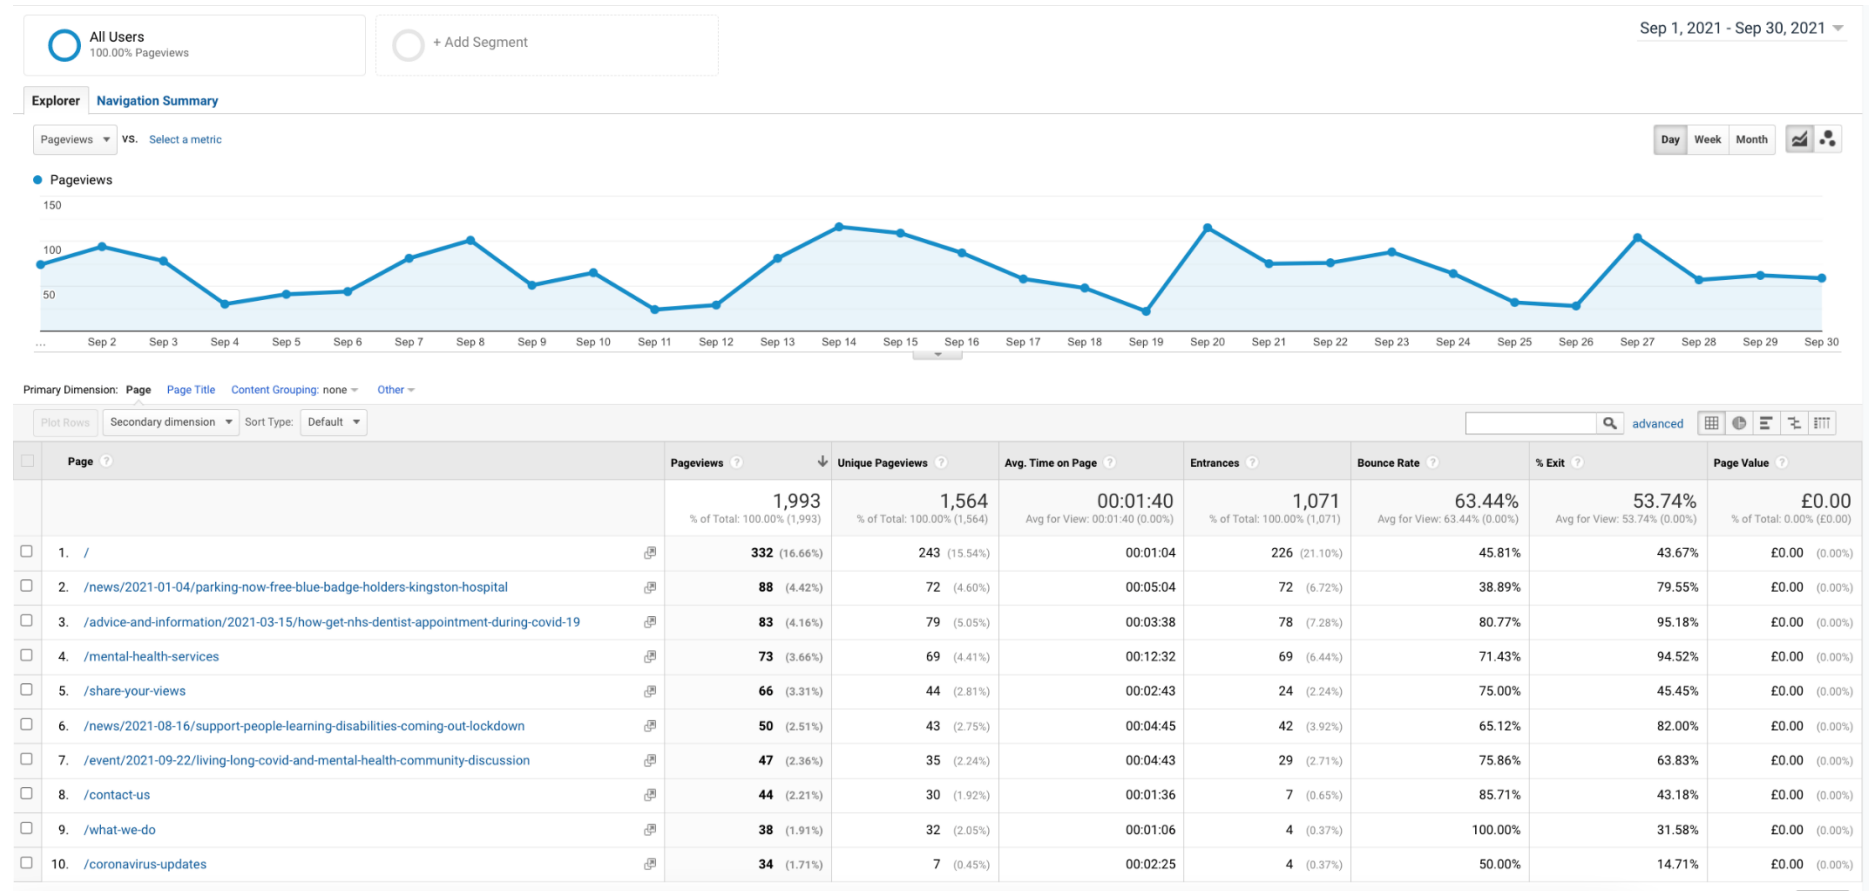 All Users
100.00% Pageviews
+ Add Segment
Sep 1, 2021 - Sep 30, 2021
Explorer Navigation Summary
Pageviews VS. Select a metric
Day Week Month
Pageviews
150
100
50
... Sep 2 Sep 3 Sep 4 Sep 5 Sep 6 Sep 7 Sep 8 Sep 9 Sep 10 Sep 11 Sep 12 Sep 13 Sep 14 Sep 15 Sep 16 Sep 17 Sep 18 Sep 19 Sep 20 Sep 21 Sep 22 Sep 23 Sep 24 Sep 25 Sep 26 Sep 27 Sep 28 Sep 29 Sep 30
Primary Dimension: Page Page Title Content Grouping: none Other
Plot Rows Secondary dimension Sort Type: Default advanced
Page ? Pageviews ? Unique Pageviews ? Avg. Time on Page ? Entrances ? Bounce Rate ? % Exit ? Page Value ?
1,993 1,564 00:01:40 1,071 63.44% 53.74% £0.00
% of Total: 100.00% (1,993) % of Total: 100.00% (1,564) Avg for View: 00:01:40 (0.00%) % of Total: 100.00% (1,071) Avg for View: 63.44% (0.00%) Avg for View: 53.74% (0.00%) % of Total: 0.00% (£0.00)
1. / 332 (16.66%) 243 (15.54%) 00:01:04 226 (21.10%) 45.81% 43.67% £0.00 (0.00%)
2. /news/2021-01-04/parking-now-free-blue-badge-holders-kingston-hospital 88 (4.42%) 72 (4.60%) 00:05:04 72 (6.72%) 38.89% 79.55% £0.00 (0.00%)
3. /advice-and-information/2021-03-15/how-get-nhs-dentist-appointment-during-covid-19 83 (4.16%) 79 (5.05%) 00:03:38 78 (7.28%) 80.77% 95.18% £0.00 (0.00%)
4. /mental-health-services 73 (3.66%) 69 (4.41%) 00:12:32 69 (6.44%) 71.43% 94.52% £0.00 (0.00%)
5. /share-your-views 66 (3.31%) 44 (2.81%) 00:02:43 24 (2.24%) 75.00% 45.45% £0.00 (0.00%)
6. /news/2021-08-16/support-people-learning-disabilities-coming-out-lockdown 50 (2.51%) 43 (2.75%) 00:04:45 42 (3.92%) 65.12% 82.00% £0.00 (0.00%)
7. /event/2021-09-22/living-long-covid-and-mental-health-community-discussion 47 (2.36%) 35 (2.24%) 00:04:43 29 (2.71%) 75.86% 63.83% £0.00 (0.00%)
8. /contact-us 44 (2.21%) 30 (1.92%) 00:01:36 7 (0.65%) 85.71% 43.18% £0.00 (0.00%)
9. /what-we-do 38 (1.91%) 32 (2.05%) 00:01:06 4 (0.37%) 100.00% 31.58% £0.00 (0.00%)
10. /coronavirus-updates 34 (1.71%) 7 (0.45%) 00:02:25 4 (0.37%) 50.00% 14.71% £0.00 (0.00%)